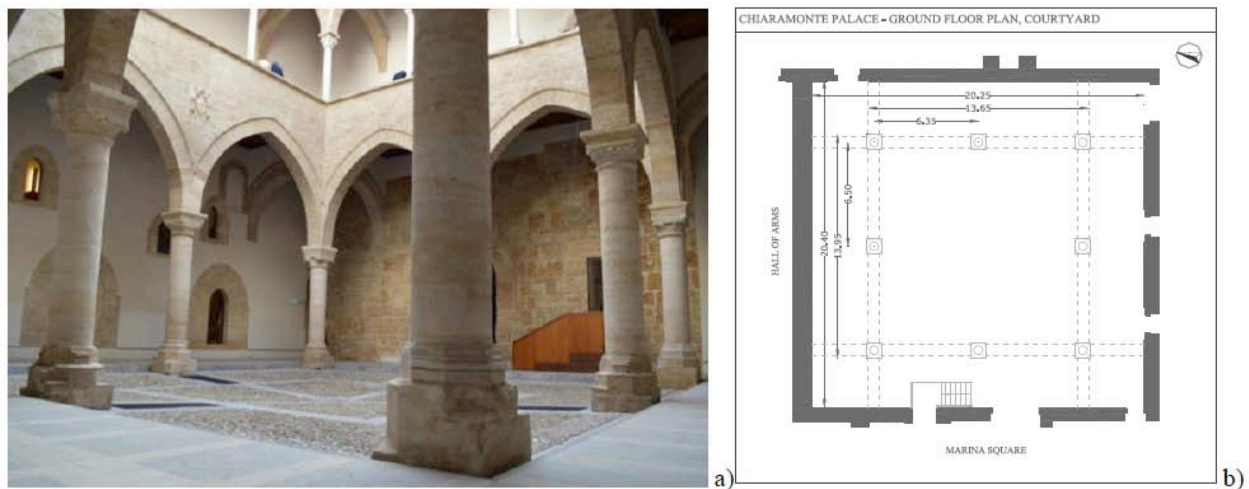 CHIARAMONTE PALACE - GROUND FLOOR PLAN, COURTYARD
20.25
13.65
6.35
6.50
20.40
13.95
HALL OF ARMS
MARINA SQUARE
a)
b)